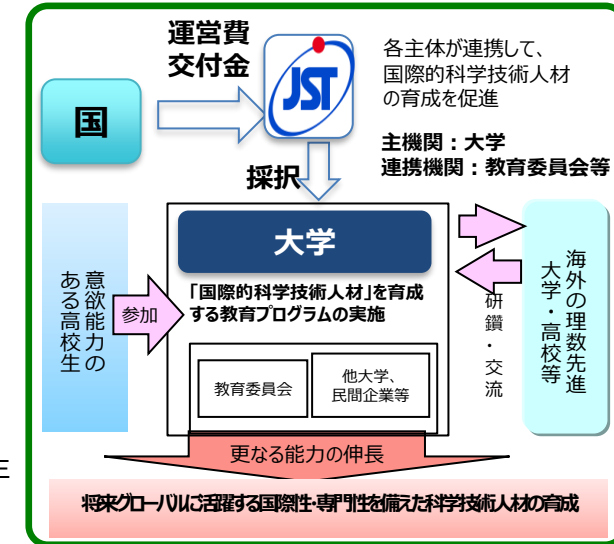 運営費
交付金
JST
各主体が連携して、
国際的科学技術人材
の育成を促進
国
主機関：大学
連携機関：教育委員会等
採択
大学
「国際的科学技術人材」を育成
する教育プログラムの実施
意欲能力の
ある高校生
参加
教育委員会
他大学、
民間企業等
研鑽・交流
海外の理数先進
大学・高校等
更なる能力の伸長
将来グローバルに活躍する国際性・専門性を備えた科学技術人材の育成